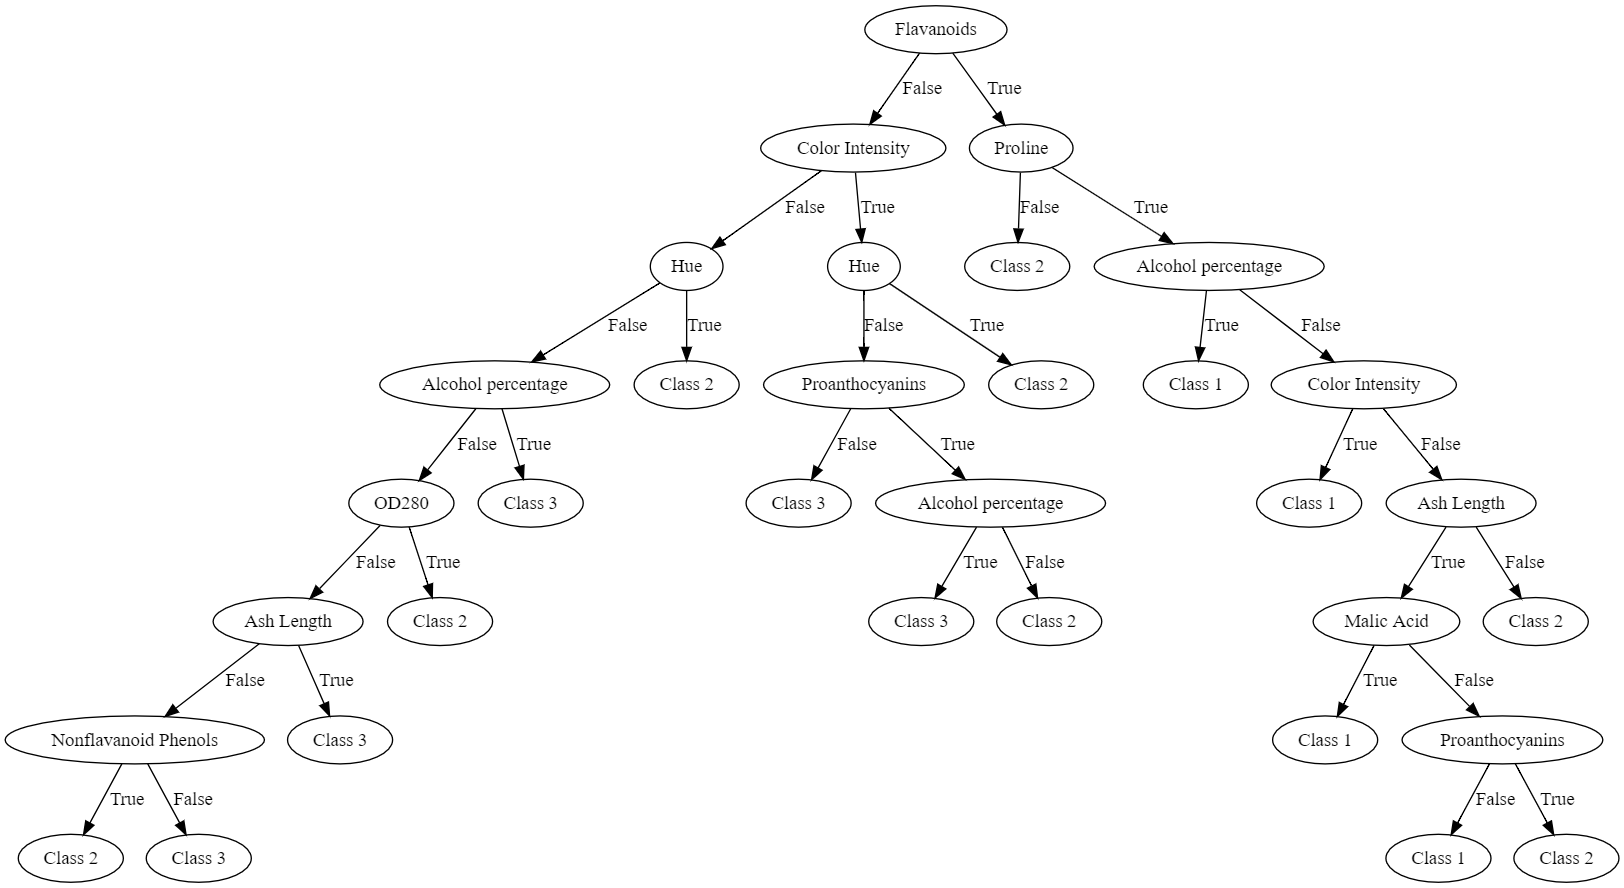 Flavanoids
False
True
Color Intensity
Proline
False
True
False
True
Hue
Hue
Class 2
Alcohol percentage
False
True
False
True
True
False
Alcohol percentage
Class 2
Proanthocyanins
Class 2
Class 1
Color Intensity
False
True
False
True
True
False
OD280
Class 3
Class 3
Alcohol percentage
Class 1
Ash Length
False
True
True
False
True
False
Ash Length
Class 2
Class 3
Class 2
Malic Acid
Class 2
False
True
True
False
Nonflavanoid Phenols
Class 3
Class 1
Proanthocyanins
True
False
False
True
Class 2
Class 3
Class 1
Class 2